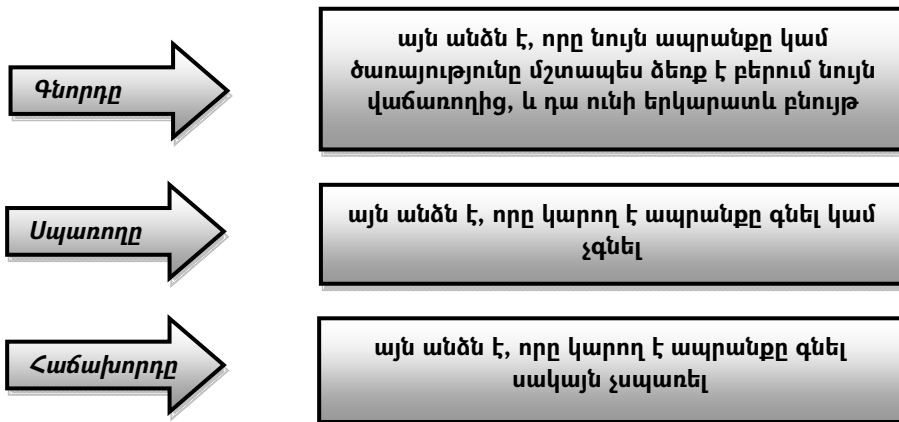 Գնորդը
այն անձն է, որը նույն ապրանքը կամ
ծառայությունը մշտապես ձեռք է բերում նույն
վաճառողից, և դա ունի երկարատև բնույթ
Սպառողը
այն անձն է, որը կարող է ապրանքը գնել կամ
չգնել
Հաճախորդը
այն անձն է, որը կարող է ապրանքը գնել
սակայն չսպառել